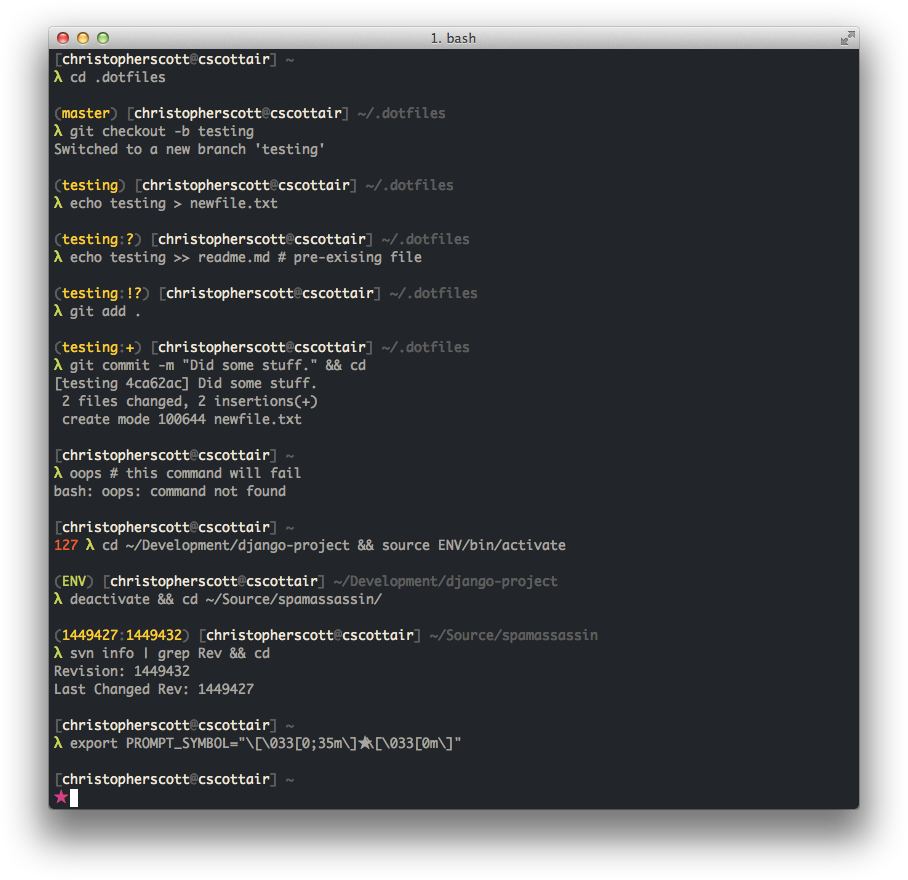 1. bash
[christopherscott@cscottair] ~
λ cd .dotfiles
(master) [christopherscott@cscottair] ~/.dotfiles
λ git checkout -b testing
Switched to a new branch 'testing'
(testing) [christopherscott@cscottair] ~/.dotfiles
λ echo testing > newfile.txt
(testing:?) [christopherscott@cscottair] ~/.dotfiles
λ echo testing >> readme.md # pre-exising file
(testing:!?) [christopherscott@cscottair] ~/.dotfiles
λ git add .
(testing:+) [christopherscott@cscottair] ~/.dotfiles
λ git commit -m "Did some stuff." && cd
[testing 4ca62ac] Did some stuff.
 2 files changed, 2 insertions(+)
 create mode 100644 newfile.txt
[christopherscott@cscottair] ~
λ oops # this command will fail
bash: oops: command not found
[christopherscott@cscottair] ~
127 λ cd ~/Development/django-project && source ENV/bin/activate
(ENV) [christopherscott@cscottair] ~/Development/django-project
λ deactivate && cd ~/Source/spamassassin/
(1449427:1449432) [christopherscott@cscottair] ~/Source/spamassassin
λ svn info | grep Rev && cd
Revision: 1449432
Last Changed Rev: 1449427
[christopherscott@cscottair] ~
λ export PROMPT_SYMBOL="\[\033[0;35m\]★\[\033[0m\]"
[christopherscott@cscottair] ~
★